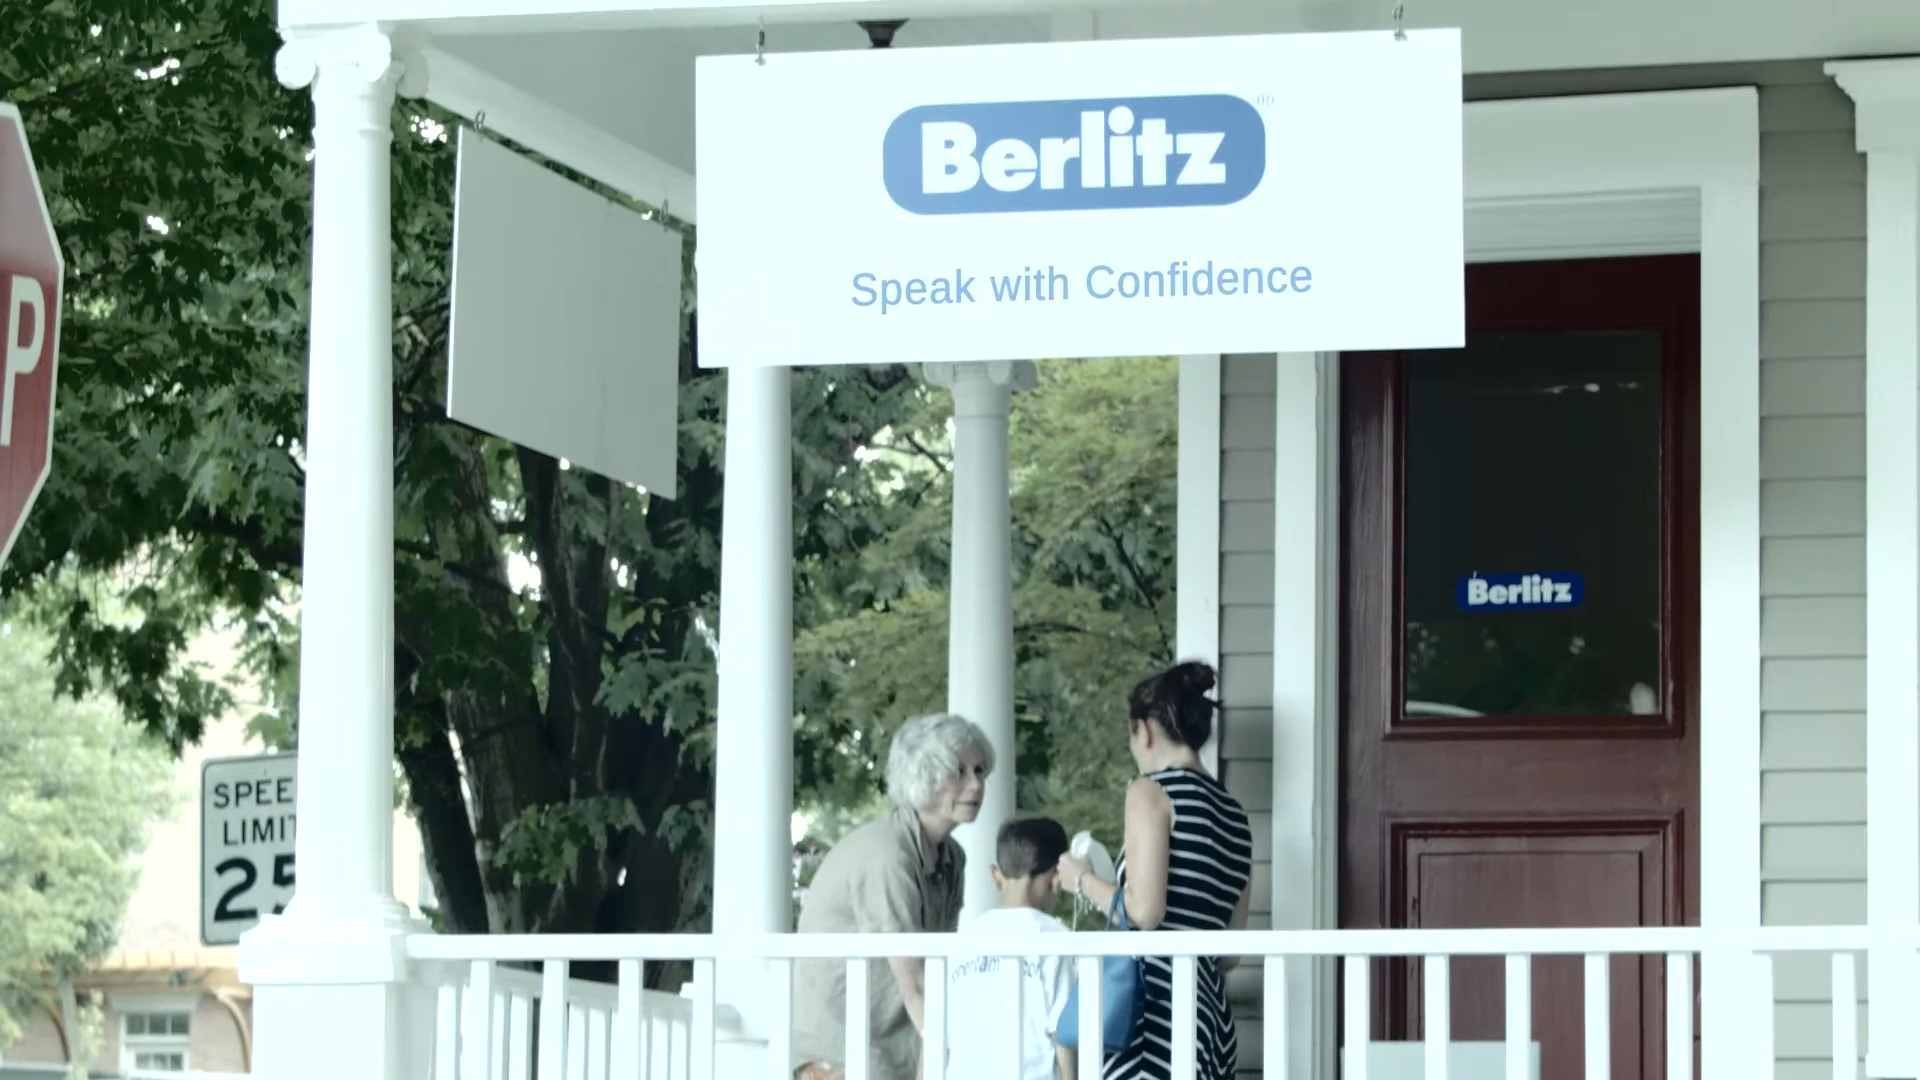 Berlitz®
Speak with Confidence
P
Berlitz
SPEE
LIMIT
25